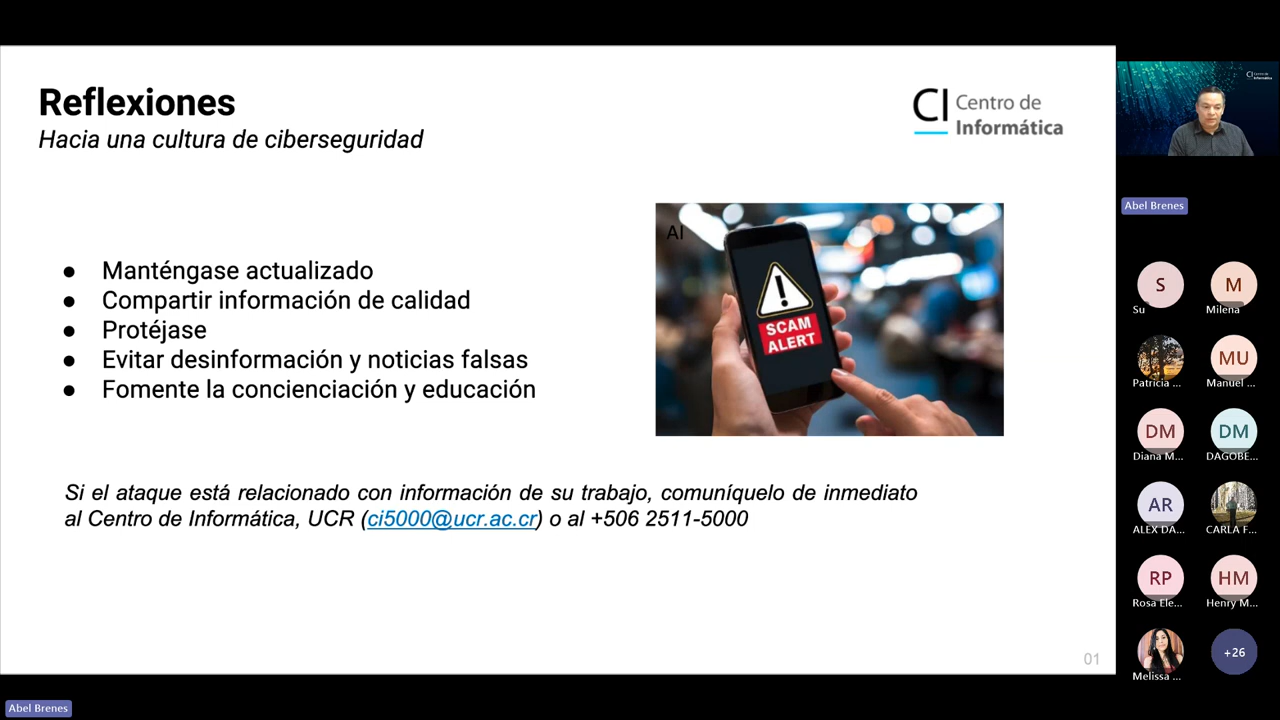 Reflexiones
Hacia una cultura de ciberseguridad
CI Centro de
Informática
● Manténgase actualizado
● Compartir información de calidad
● Protéjase
● Evitar desinformación y noticias falsas
● Fomente la concienciación y educación
AI
SCAM
ALERT
Si el ataque está relacionado con información de su trabajo, comuníquelo de inmediato
al Centro de Informática, UCR (ci5000@ucr.ac.cr) o al +506 2511-5000
01
Abel Brenes
CI Centro de
Informática
Abel Brenes
S
Su
M
Milena
Patricia ...
MU
Manuel ...
DM
Diana M...
DM
DAGOBE...
AR
ALEX DA...
CARLA F...
RP
Rosa Ele...
HM
Henry M...
Melissa ...
+26